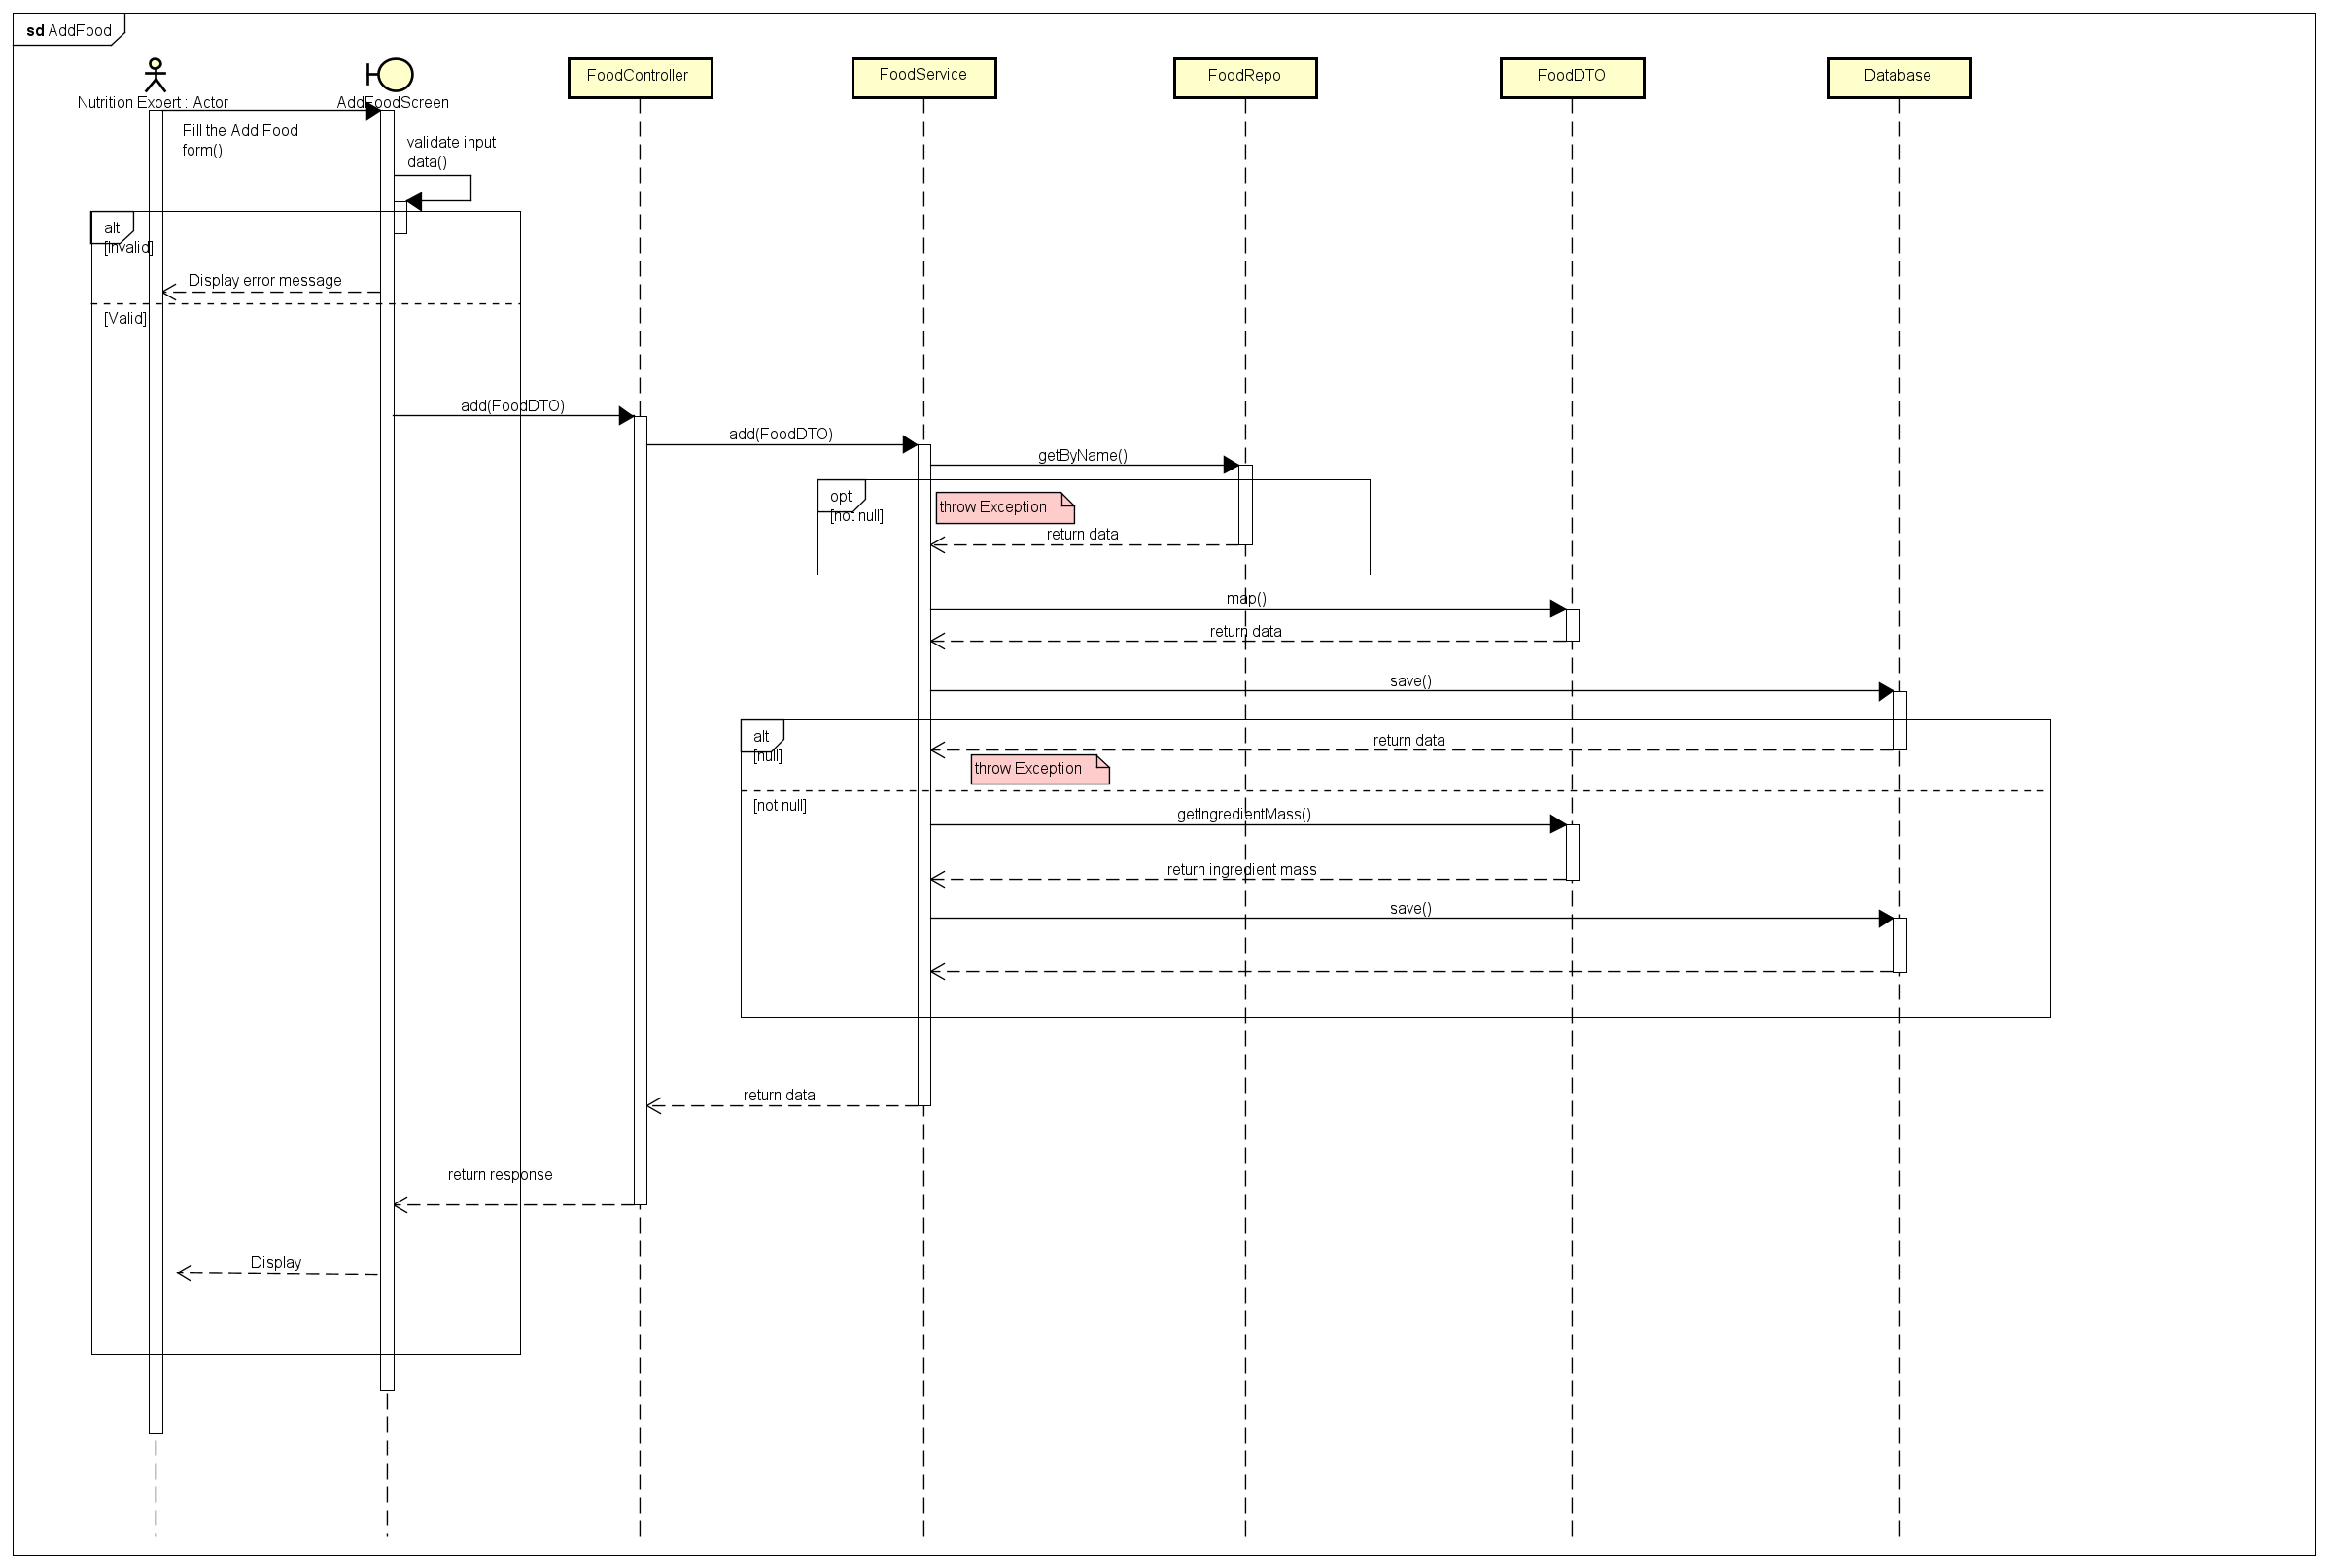 sd AddFood
Nutrition Expert : Actor
: AddFoodScreen
FoodController
FoodService
FoodRepo
FoodDTO
Database
Fill the Add Food
form()
validate input
data()
alt
[Invalid]
Display error message
[Valid]
add(FoodDTO)
add(FoodDTO)
getByName()
opt
[not null]
throw Exception
return data
map()
return data
save()
alt
[null]
return data
throw Exception
[not null]
getIngredientMass()
return ingredient mass
save()
return data
return response
Display